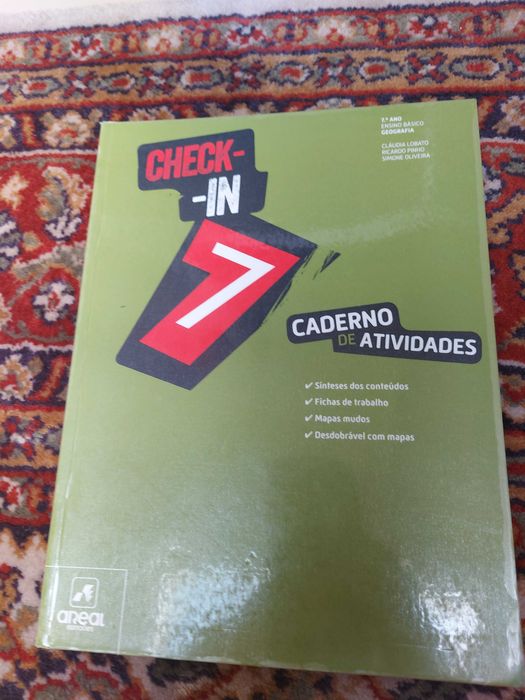 7.º ANO
ENSINO BÁSICO
GEOGRAFIA
CLÁUDIA LOBATO
RICARDO PINHO
SIMONE OLIVEIRA
CHECK-
-IN
7
CADERNO
DE ATIVIDADES
✓ Sínteses dos conteúdos
✓ Fichas de trabalho
✓ Mapas mudos
✓ Desdobrável com mapas
areal
EDITORES